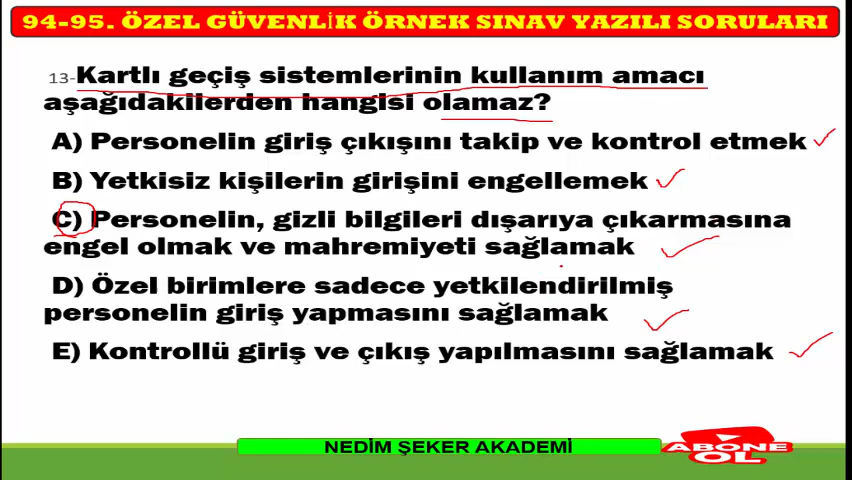 94-95. ÖZEL GÜVENLİK ÖRNEK SINAV YAZILI SORULARI
13-Kartlı geçiş sistemlerinin kullanım amacı
aşağıdakilerden hangisi olamaz?
A) Personelin giriş çıkışını takip ve kontrol etmek
B) Yetkisiz kişilerin girişini engellemek
C) Personelin, gizli bilgileri dışarıya çıkarmasına
engel olmak ve mahremiyeti sağlamak
D) Özel birimlere sadece yetkilendirilmiş
personelin giriş yapmasını sağlamak
E) Kontrollü giriş ve çıkış yapılmasını sağlamak
NEDİM ŞEKER AKADEMİ
ABONE
OL